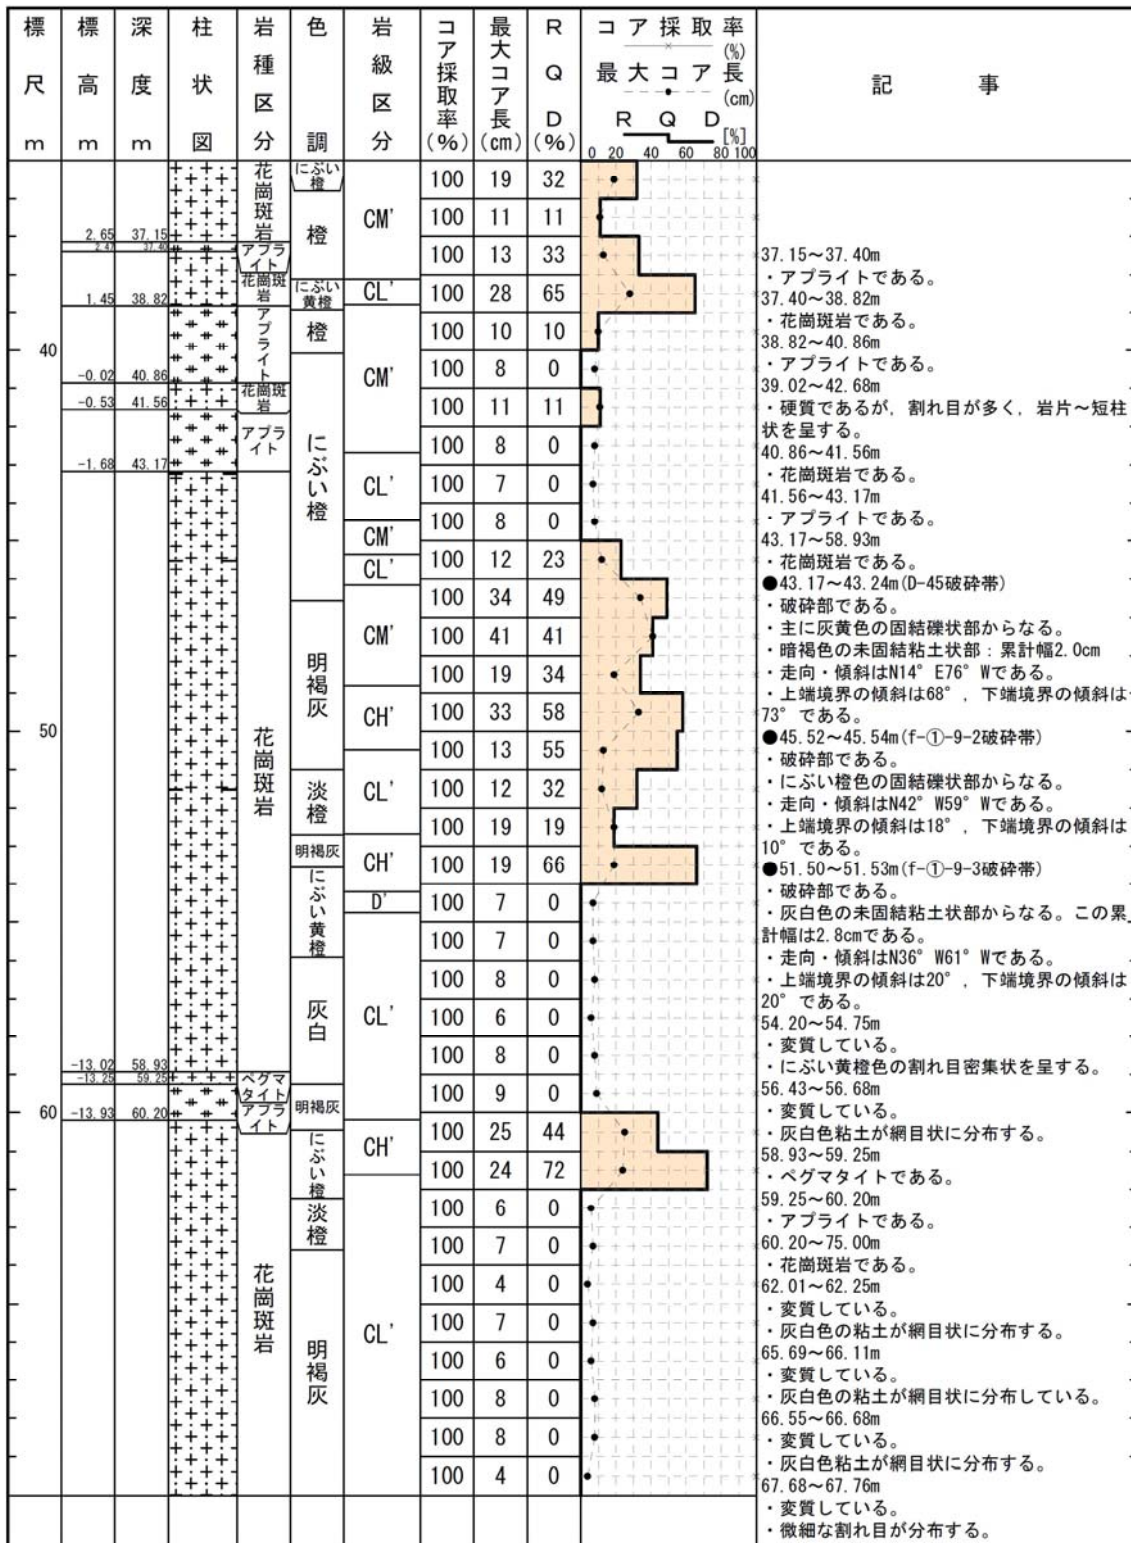 標尺 m
標高 m
深度 m
柱状図
岩種区分
色調
岩級区分
コア採取率(%)
最大コア長(cm)
RQD(%)
コア採取率(%)
最大コア長(cm)
RQD[%]
0 20 40 60 80 100
記事
40
50
60
2.65 37.15
2.41 37.40
1.45 38.82
-0.02 40.86
-0.53 41.56
-1.68 43.17
-13.02 58.93
-13.25 59.25
-13.93 60.20
花崗斑岩
アプライト
花崗斑岩
アプライト
花崗斑岩
アプライト
花崗斑岩
ペグマタイト
アプライト
花崗斑岩
にぶい橙
橙
にぶい黄橙
橙
にぶい橙
明褐灰
淡橙
明褐灰
にぶい黄橙
灰白
明褐灰
にぶい橙
淡橙
明褐灰
CM'
CL'
CM'
CL'
CM'
CL'
CM'
CH'
CL'
CH'
D'
CL'
CH'
CL'
100 19 32
100 11 11
100 13 33
100 28 65
100 10 10
100 8 0
100 11 11
100 8 0
100 7 0
100 8 0
100 12 23
100 34 49
100 41 41
100 19 34
100 33 58
100 13 55
100 12 32
100 19 19
100 19 66
100 7 0
100 7 0
100 8 0
100 6 0
100 8 0
100 9 0
100 25 44
100 24 72
100 6 0
100 7 0
100 4 0
100 7 0
100 6 0
100 8 0
100 8 0
100 4 0
37.15～37.40m
・アプライトである。
37.40～38.82m
・花崗斑岩である。
38.82～40.86m
・アプライトである。
39.02～42.68m
・硬質であるが，割れ目が多く，岩片～短柱
状を呈する。
40.86～41.56m
・花崗斑岩である。
41.56～43.17m
・アプライトである。
43.17～58.93m
・花崗斑岩である。
●43.17～43.24m(D-45破砕帯)
・破砕部である。
・主に灰黄色の固結礫状部からなる。
・暗褐色の未固結粘土状部：累計幅2.0cm
・走向・傾斜はN14°E76°Wである。
・上端境界の傾斜は68°，下端境界の傾斜は
73°である。
●45.52～45.54m(f-①-9-2破砕帯)
・破砕部である。
・にぶい橙色の固結礫状部からなる。
・走向・傾斜はN42°W59°Wである。
・上端境界の傾斜は18°，下端境界の傾斜は
10°である。
●51.50～51.53m(f-①-9-3破砕帯)
・破砕部である。
・灰白色の未固結粘土状部からなる。この累
計幅は2.8cmである。
・走向・傾斜はN36°W61°Wである。
・上端境界の傾斜は20°，下端境界の傾斜は
20°である。
54.20～54.75m
・変質している。
・にぶい黄橙色の割れ目密集状を呈する。
56.43～56.68m
・変質している。
・灰白色粘土が網目状に分布する。
58.93～59.25m
・ペグマタイトである。
59.25～60.20m
・アプライトである。
60.20～75.00m
・花崗斑岩である。
62.01～62.25m
・変質している。
・灰白色の粘土が網目状に分布する。
65.69～66.11m
・変質している。
・灰白色の粘土が網目状に分布している。
66.55～66.68m
・変質している。
・灰白色粘土が網目状に分布する。
67.68～67.76m
・変質している。
・微細な割れ目が分布する。